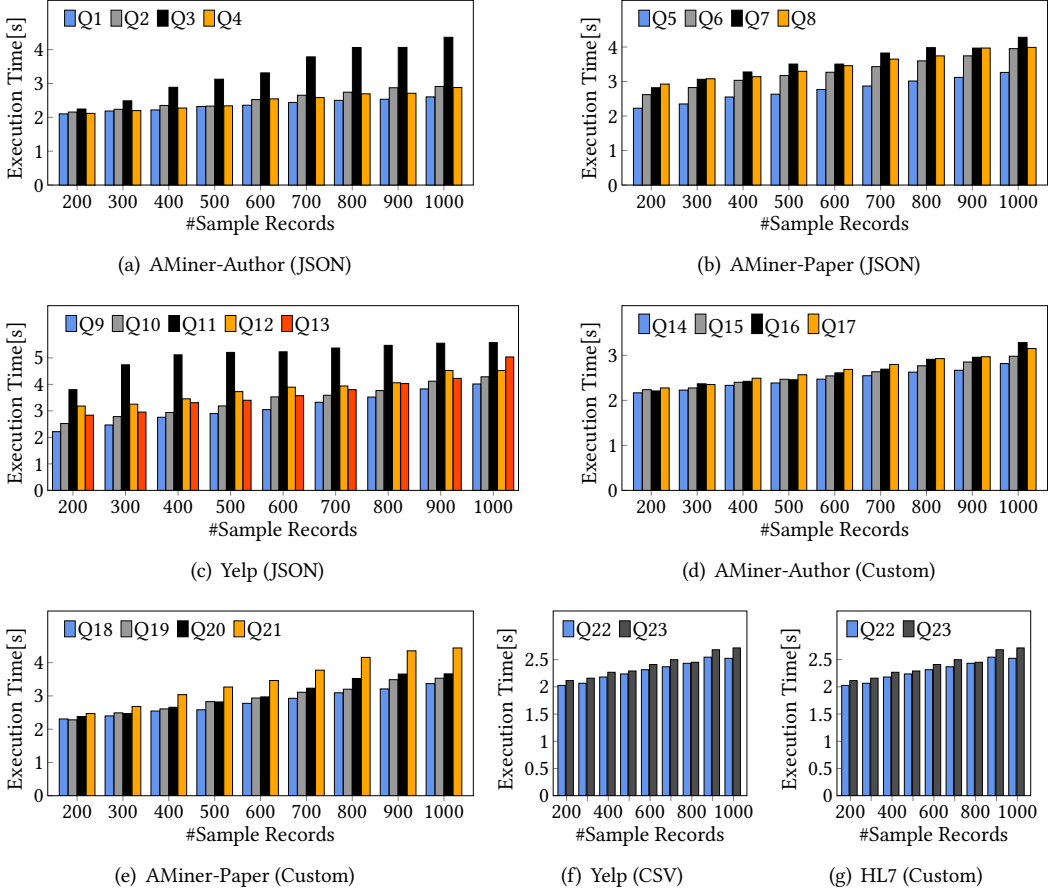 Q1 Q2 Q3 Q4
Execution Time[s]
4
3
2
1
0
200 300 400 500 600 700 800 900 1000
#Sample Records
(a) AMiner-Author (JSON)
Q5 Q6 Q7 Q8
Execution Time[s]
4
3
2
1
0
200 300 400 500 600 700 800 900 1000
#Sample Records
(b) AMiner-Paper (JSON)
Q9 Q10 Q11 Q12 Q13
Execution Time[s]
5
4
3
2
1
0
200 300 400 500 600 700 800 900 1000
#Sample Records
(c) Yelp (JSON)
Q14 Q15 Q16 Q17
Execution Time[s]
3
2
1
0
200 300 400 500 600 700 800 900 1000
#Sample Records
(d) AMiner-Author (Custom)
Q18 Q19 Q20 Q21
Execution Time[s]
4
3
2
1
0
200 300 400 500 600 700 800 900 1000
#Sample Records
(e) AMiner-Paper (Custom)
Q22 Q23
Execution Time[s]
2.5
2
1.5
1
0.5
0
200 400 600 800 1000
#Sample Records
(f) Yelp (CSV)
Q22 Q23
Execution Time[s]
2.5
2
1.5
1
0.5
0
200 400 600 800 1000
#Sample Records
(g) HL7 (Custom)